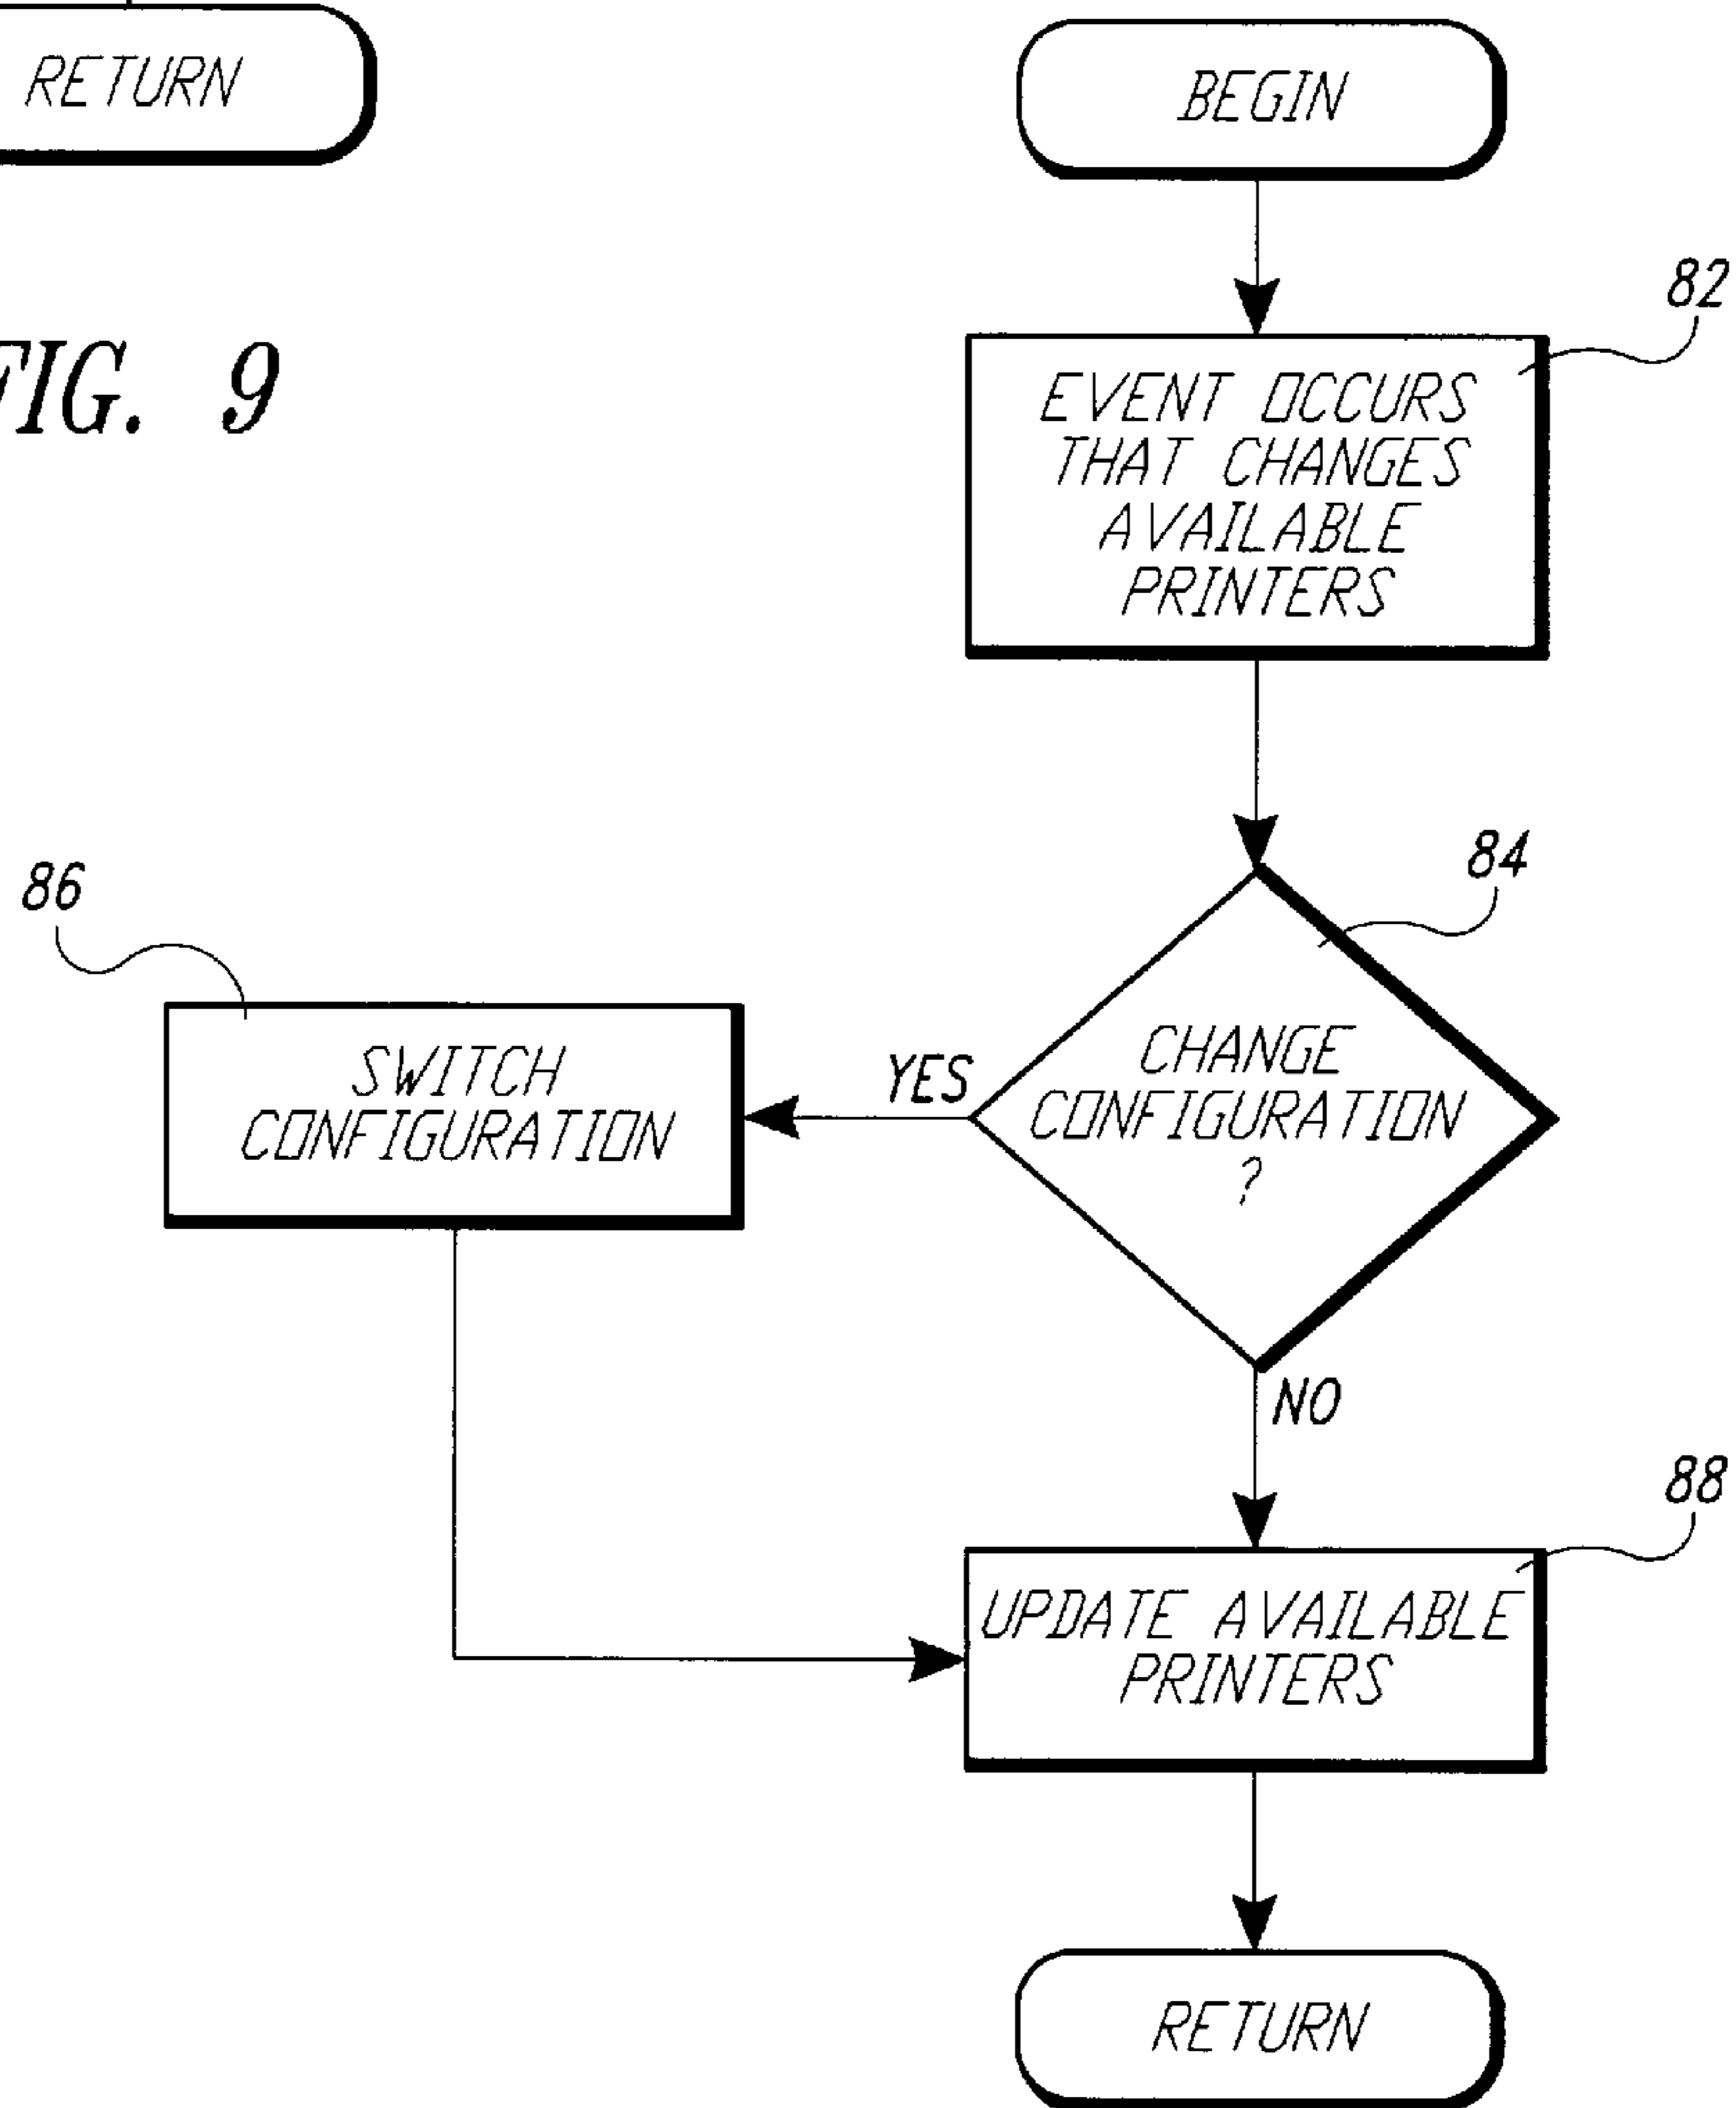 RETURN
FIG. 9
BEGIN
82
EVENT OCCURS
THAT CHANGES
AVAILABLE
PRINTERS
84
86
CHANGE
CONFIGURATION
?
YES
SWITCH
CONFIGURATION
NO
88
UPDATE AVAILABLE
PRINTERS
RETURN